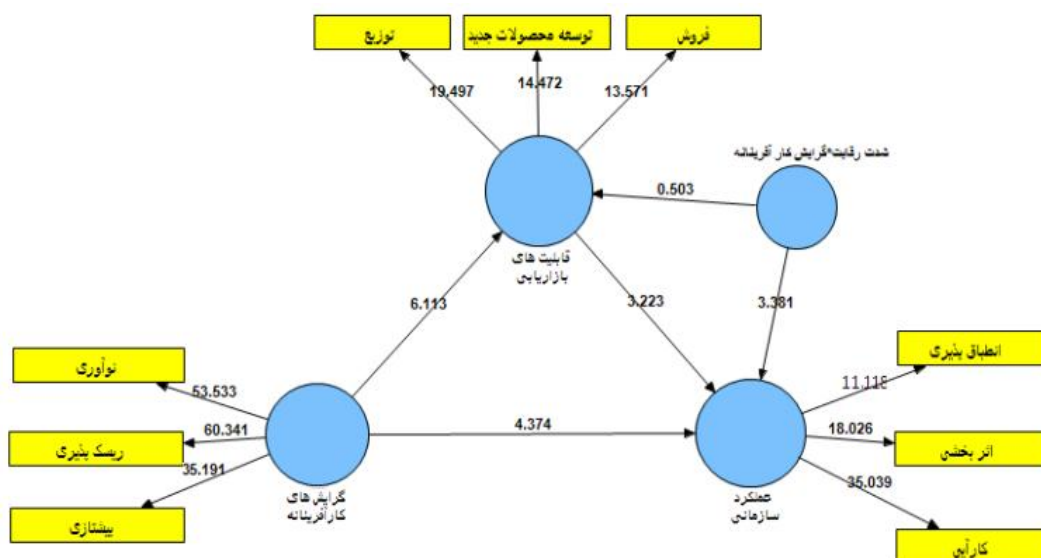 توزیع
توسعه محصولات جدید
فروش
19.497
14.472
13.571
شدت رقابت*گرایش کار آفرینانه
0.503
قابلیت های
بازاریابی
6.113
3.223
3.381
انطباق پذیری
نوآوری
11.118
53.533
ریسک پذیری
60.341
4.374
18.026
اثر بخشی
35.191
35.039
گرایش های
کارآفرینانه
عملکرد
سازمانی
پیشتازی
کارآیی